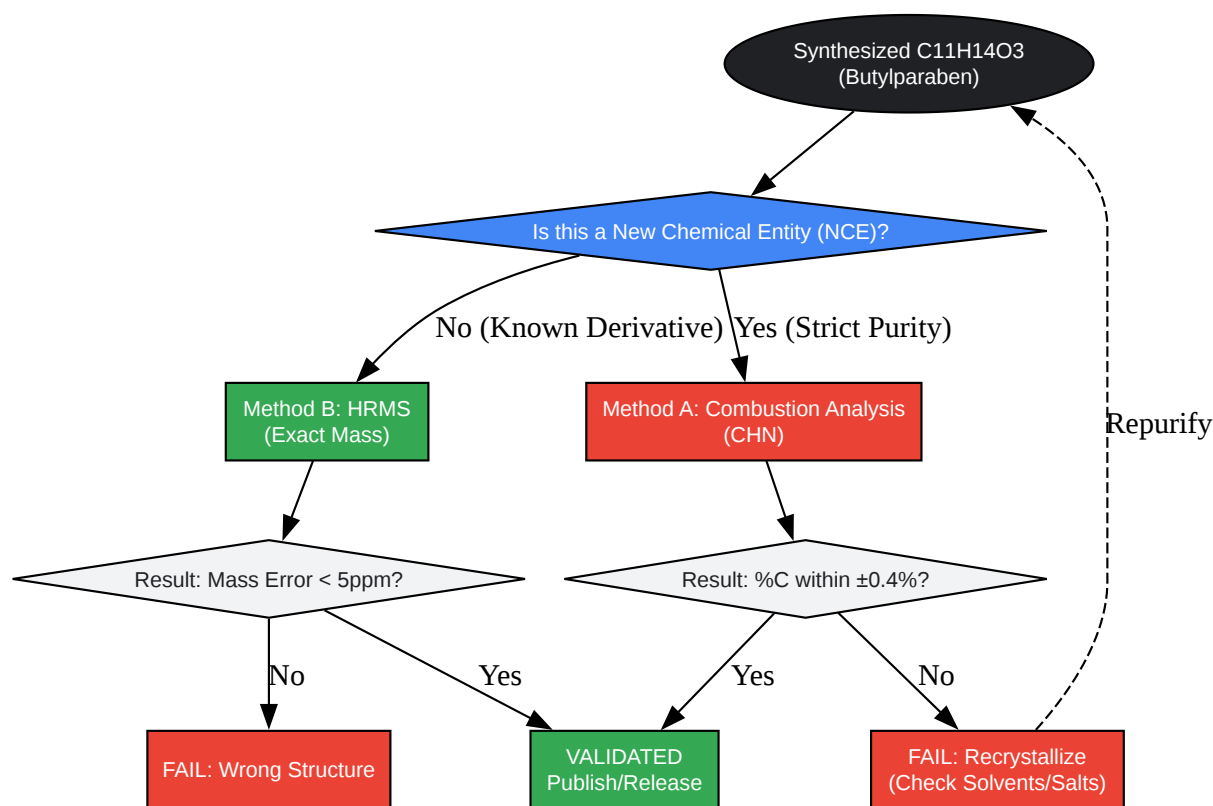 Synthesized C11H14O3
(Butylparaben)
Is this a New Chemical Entity (NCE)?
No (Known Derivative)
Yes (Strict Purity)
Method B: HRMS
(Exact Mass)
Method A: Combustion Analysis
(CHN)
Repurify
Result: Mass Error < 5ppm?
Result: %C within ±0.4%?
No
Yes
Yes
No
FAIL: Wrong Structure
VALIDATED
Publish/Release
FAIL: Recrystallize
(Check Solvents/Salts)